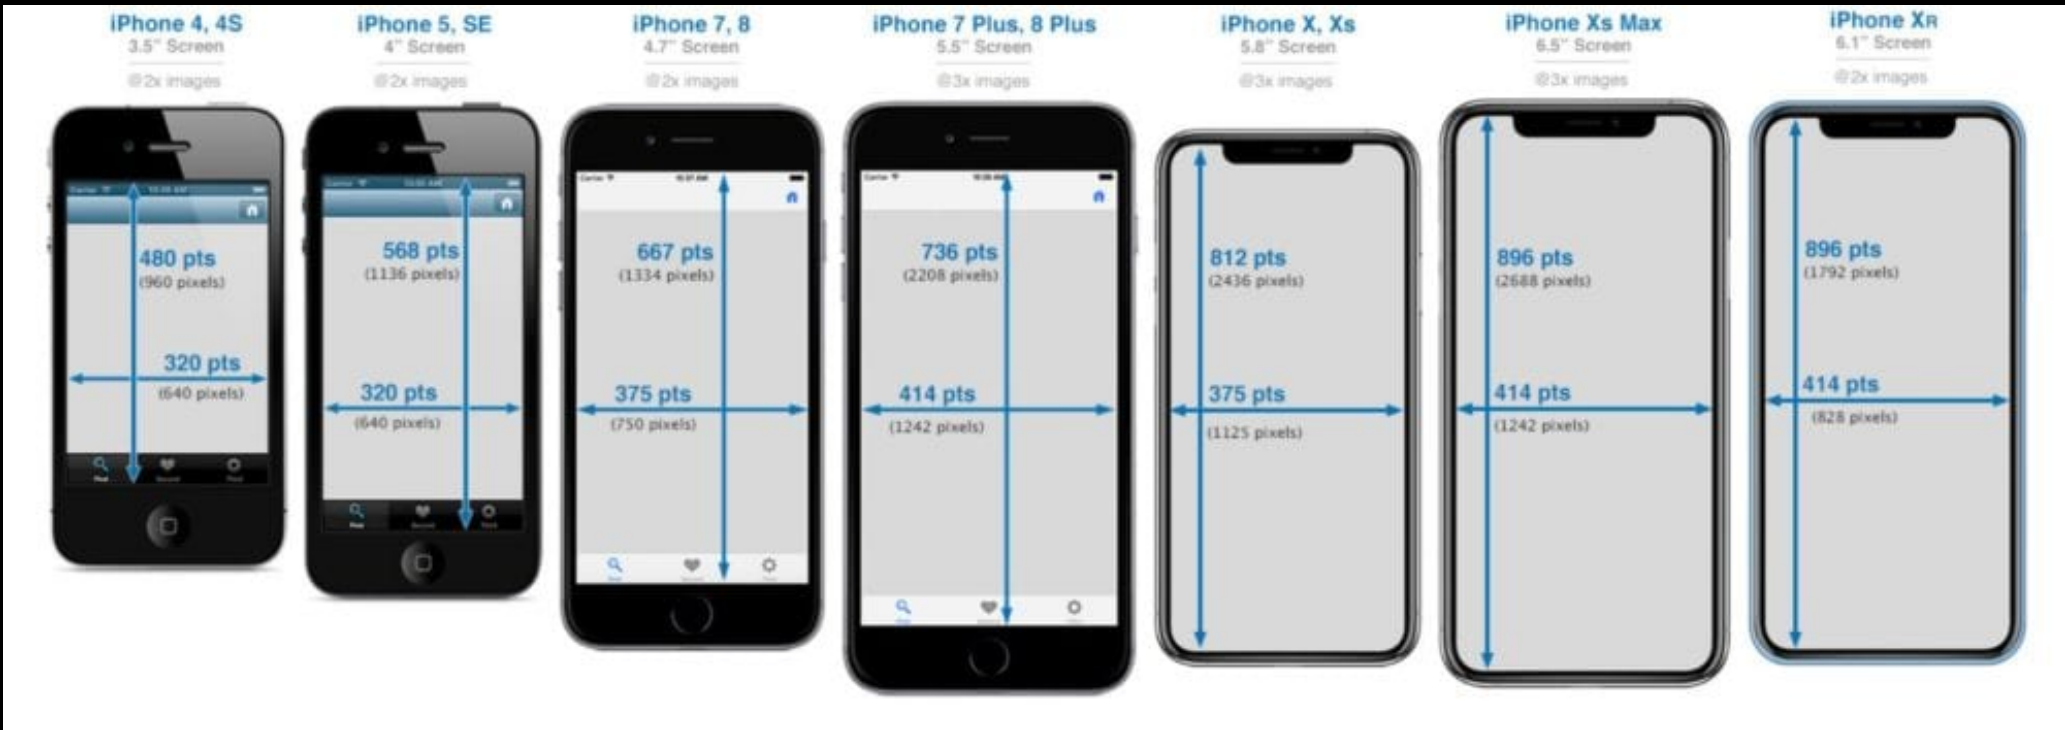 iPhone 4, 4S
3.5" Screen
@2x images
480 pts
(960 pixels)
320 pts
(640 pixels)
iPhone 5, SE
4" Screen
@2x images
568 pts
(1136 pixels)
320 pts
(640 pixels)
iPhone 7, 8
4.7" Screen
@2x images
667 pts
(1334 pixels)
375 pts
(750 pixels)
iPhone 7 Plus, 8 Plus
5.5" Screen
@3x images
736 pts
(2208 pixels)
414 pts
(1242 pixels)
iPhone X, Xs
5.8" Screen
@3x images
812 pts
(2436 pixels)
375 pts
(1125 pixels)
iPhone Xs Max
6.5" Screen
@3x images
896 pts
(2688 pixels)
414 pts
(1242 pixels)
iPhone XR
6.1" Screen
@2x images
896 pts
(1792 pixels)
414 pts
(828 pixels)